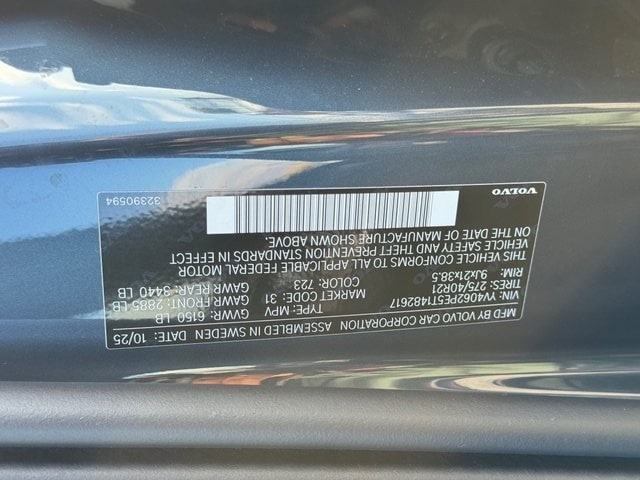 MFD BY VOLVO CAR CORPORATION ASSEMBLED IN SWEDEN DATE: 10/25
VIN: YV4062PE5T1482617 TYPE: MPV GVWR: 6150 LB
TIRES: 275/40R21 MARKET CODE: 31 GAWR FRONT: 2885 LB
RIM: 9Jx21x38.5 COLOR: 723 GAWR REAR: 3440 LB
THIS VEHICLE CONFORMS TO ALL APPLICABLE FEDERAL MOTOR
VEHICLE SAFETY AND THEFT PREVENTION STANDARDS IN EFFECT
ON THE DATE OF MANUFACTURE SHOWN ABOVE.
VOLVO 32390594